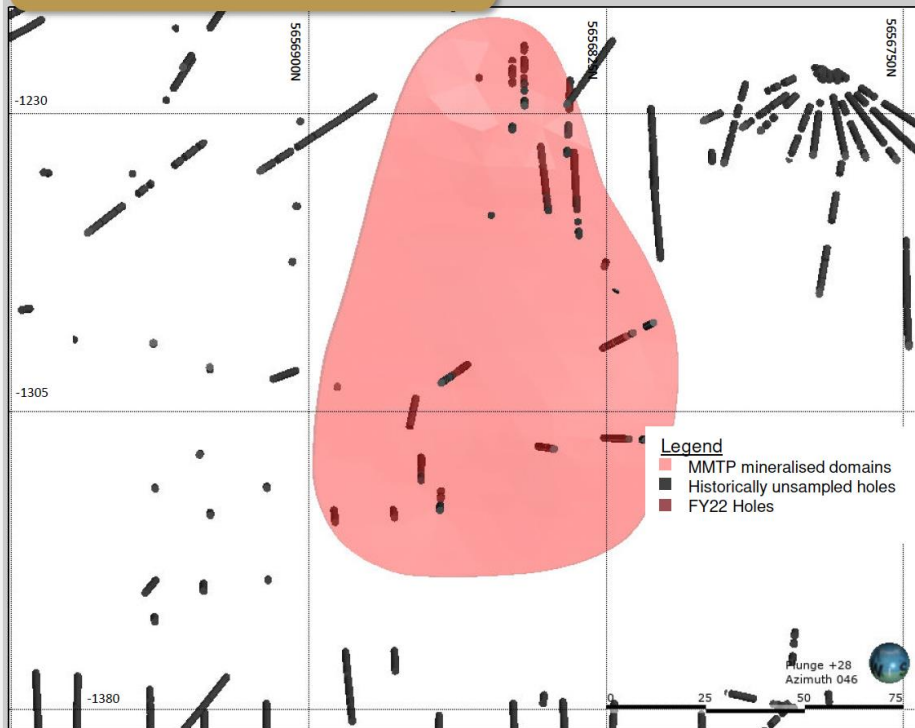 5656900N
5656825N
5656750N
-1230
-1305
Legend
MMTP mineralised domains
Historically unsampled holes
FY22 Holes
-1380
Plunge +28
Azimuth 046
0 25 50 75